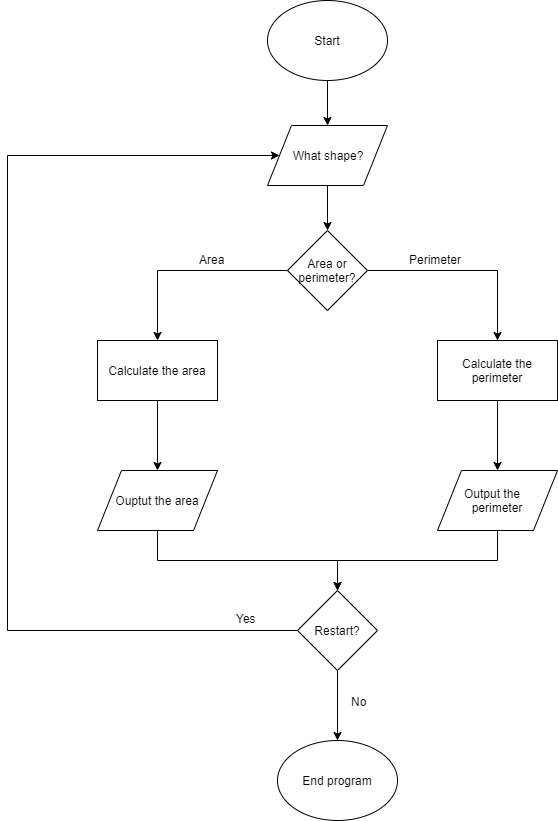 Start
What shape?
Area or
perimeter?
Area
Perimeter
Calculate the area
Calculate the
perimeter
Ouptut the area
Output the
perimeter
Yes
Restart?
No
End program